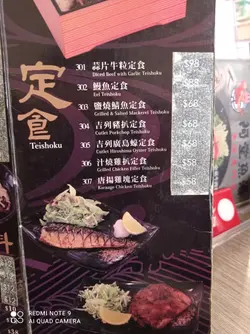 定食
Teishoku
301 蒜片牛粒定食 $98
Diced Beef with Garlic Teishoku
302 鰻魚定食
Eel Teishoku
303 鹽燒鯖魚定食 $68
Grilled & Salted Mackerel Teishoku
304 吉列豬扒定食 $68
Cutlet Porkchop Teishoku
305 吉列廣島蠔定食 $68
Cutlet Hiroshima Oyster Teishoku
306 汁燒雞扒定食 $58
Grilled Chicken Fillet Teishoku
307 唐揚雞塊定食 $58
Karaage Chicken Teishoku
REDMI NOTE 9
AI QUAD CAMERA